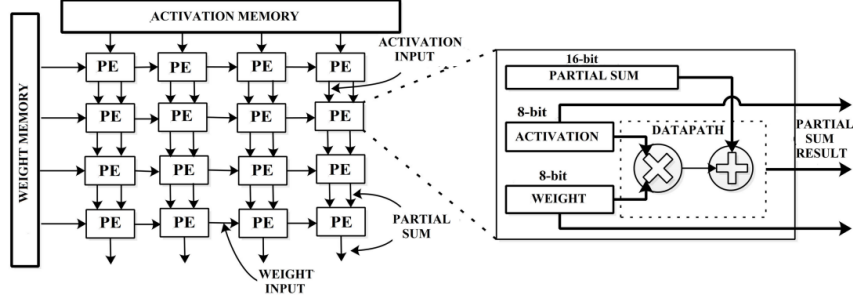 ACTIVATION MEMORY
WEIGHT MEMORY
PE PE PE PE
ACTIVATION
INPUT
PE PE PE PE
PE PE PE PE
PE PE PE PE
PARTIAL
SUM
WEIGHT
INPUT
16-bit
PARTIAL SUM
8-bit
ACTIVATION
DATAPATH
8-bit
WEIGHT
PARTIAL
SUM
RESULT